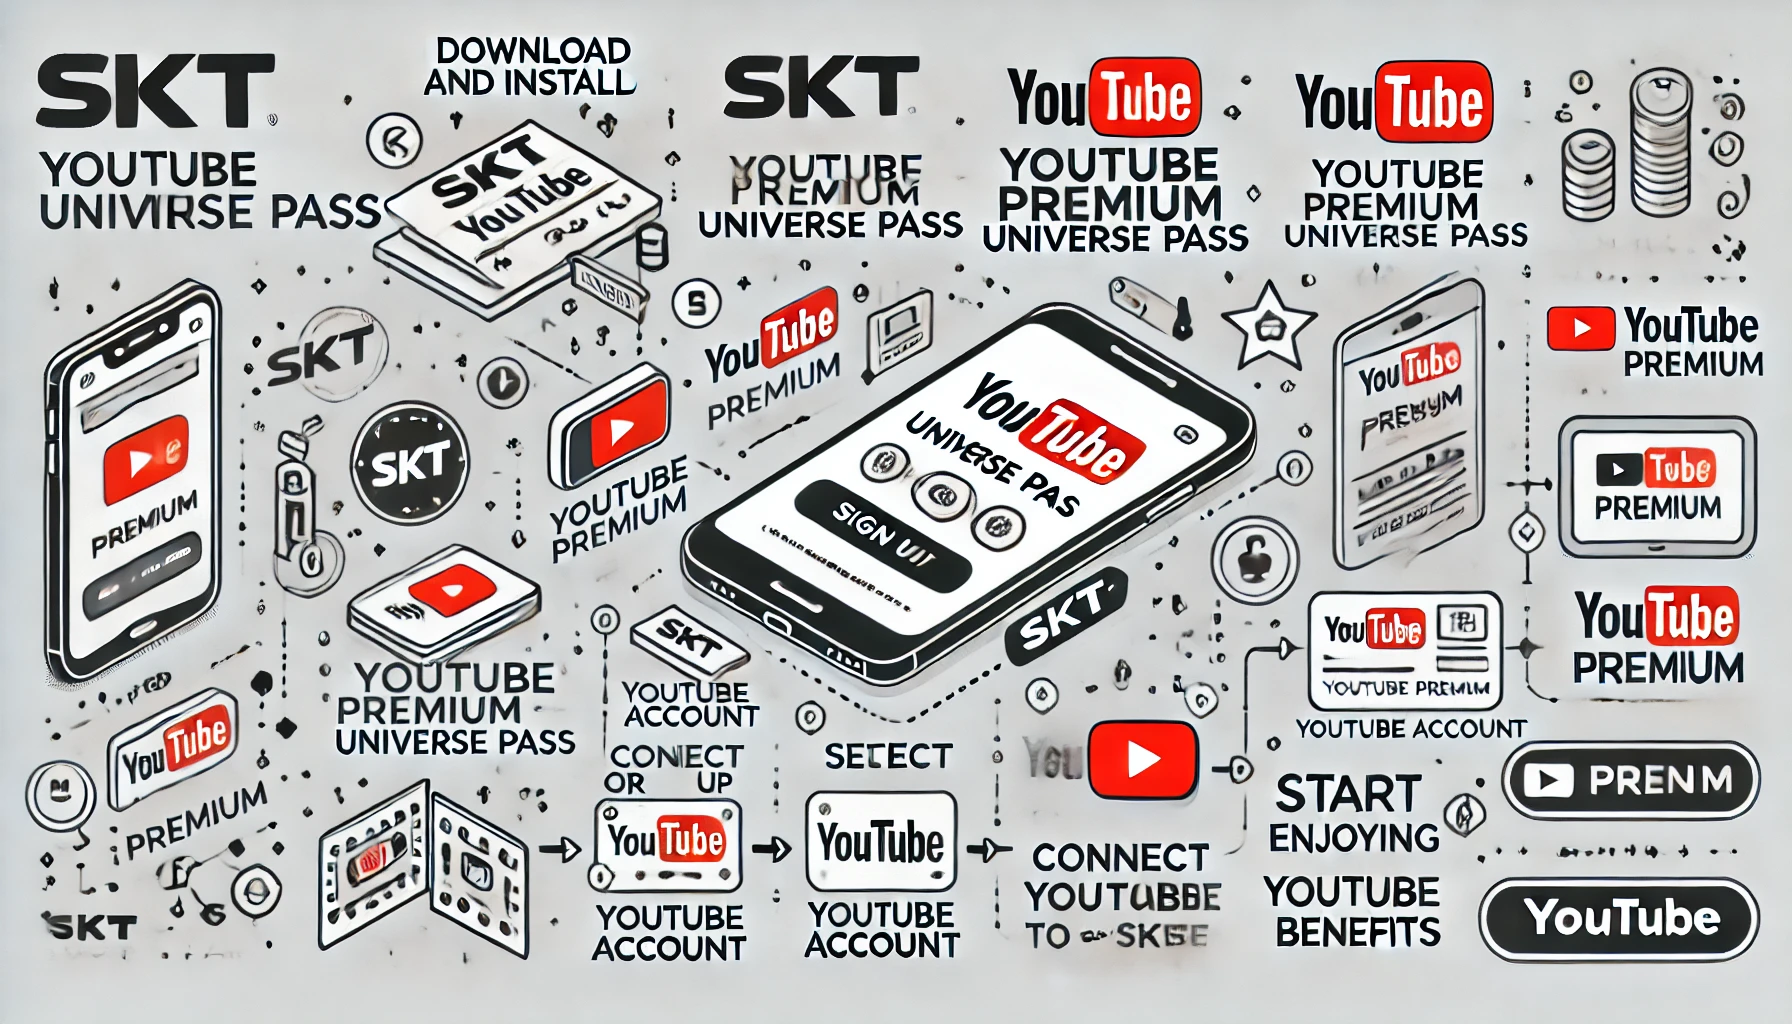 SKT
YOUTUBE
UNIVIRSE PASS
DOWNLOAD
AND INSTALL
SKT
YouTube
SKT
YOUTUBE
PREMIUM
UNIVERSE PASS
YouTube
YOUTUBE
PREMIUM
UNIVERSE PASS
YouTube
YOUTUBE
PREMIUM
UNIVERSE PASS
PREMIUM
SKT
SKT
S
YouTube
PREMIUM
YOUTUBE
PREMIUM
YouTube
UNIVERSE PAS
SIGN UP
SKT
YouTube
YouTube
PREMIUM
Tube
PREMIUM
YouTube
PREMIUM
YOUTUBE
PREMIUM
UNIVERSE PASS
SKT
YOUTUBE
ACCOUNT
YouTube
PREMIUM
SKT
CONECT
OR UP
YouTube
YOUTUBE
ACCOUNT
SETECT
YouTube
YOUTUBE
ACCOUNT
You
CONNECT
YOUTUBBE
TO
YouTube
YOUTUBE PREMIUM
YOUTUBE ACCOUNT
START
ENJOYING
YOUTUBE
BENEFITS
PRENM
YouTube